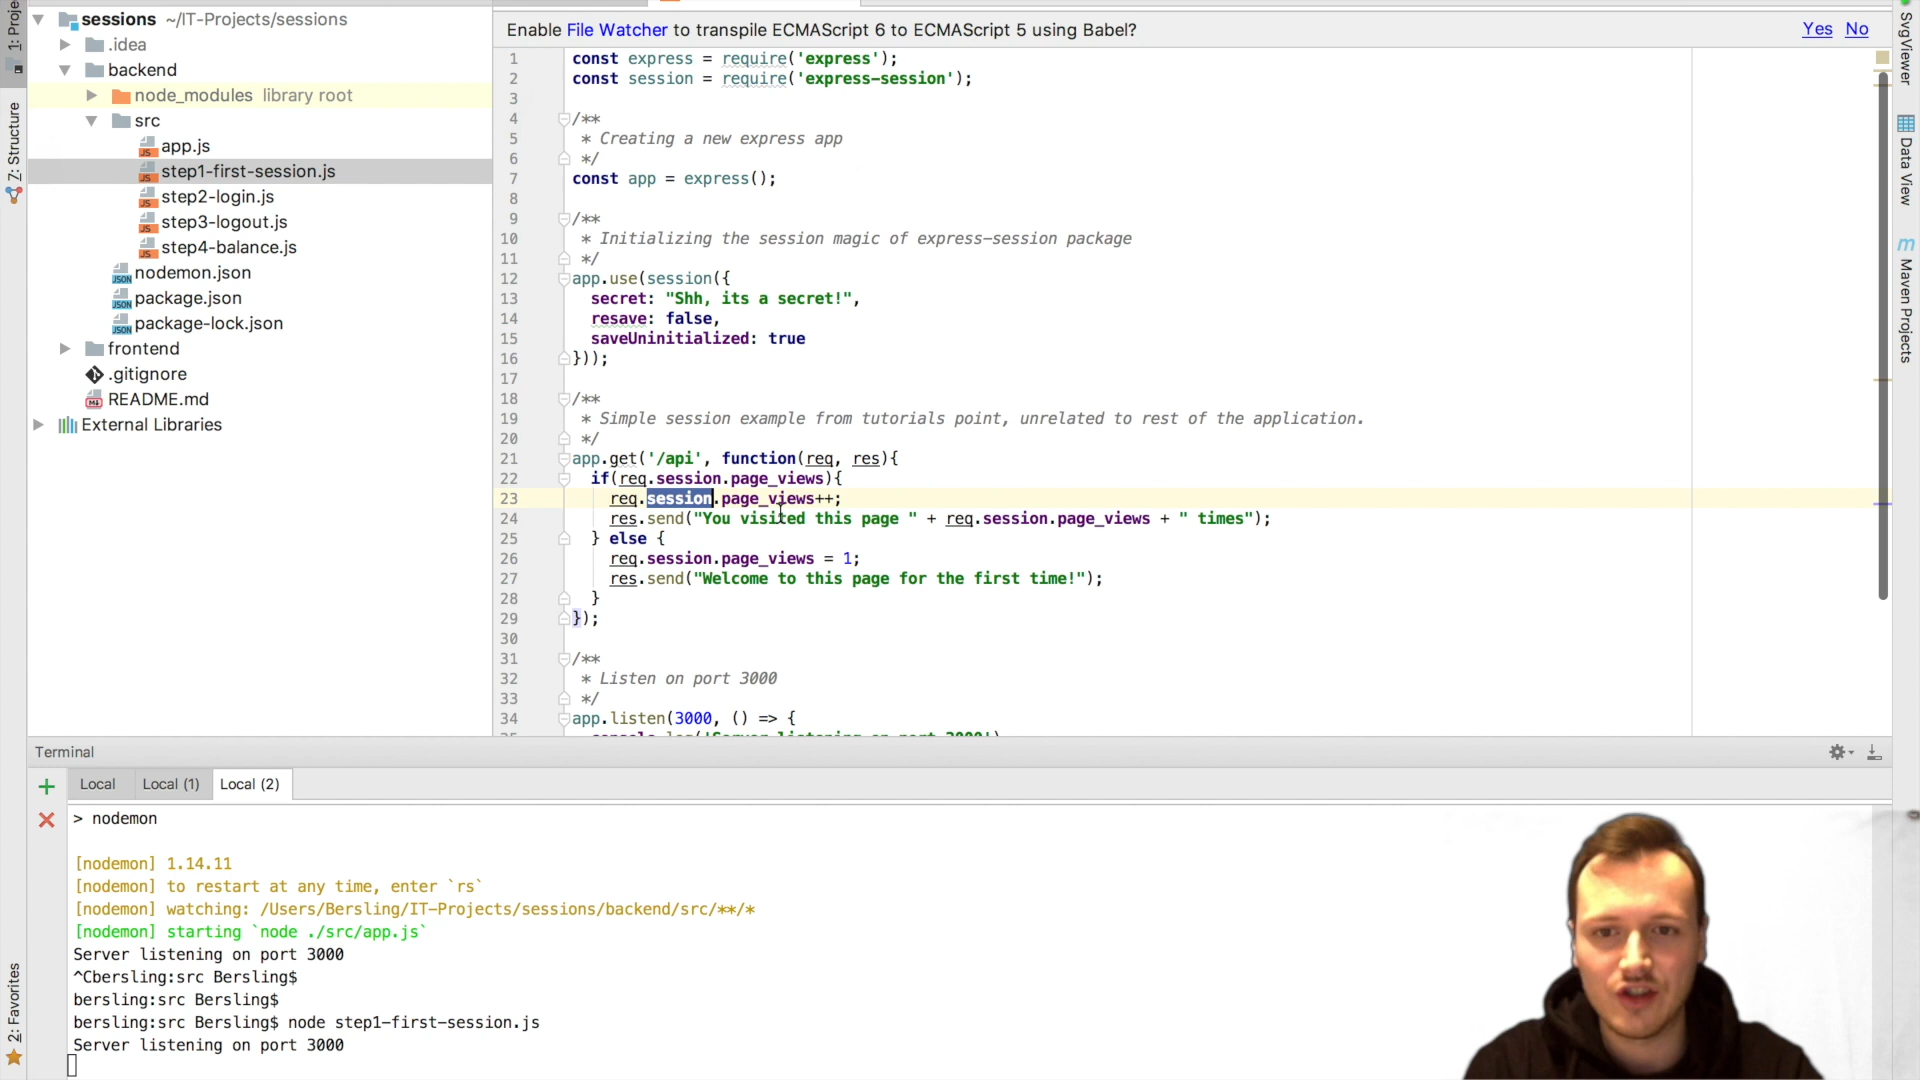 1: Proje
Z: Structure
2: Favorites
sessions ~/IT-Projects/sessions
.idea
backend
node_modules library root
src
app.js
step1-first-session.js
step2-login.js
step3-logout.js
step4-balance.js
nodemon.json
package.json
package-lock.json
frontend
.gitignore
README.md
External Libraries
Enable File Watcher to transpile ECMAScript 6 to ECMAScript 5 using Babel?
Yes No
1 const express = require('express');
2 const session = require('express-session');
3
4 /**
5 * Creating a new express app
6 */
7 const app = express();
8
9 /**
10 * Initializing the session magic of express-session package
11 */
12 app.use(session({
13 secret: "Shh, its a secret!",
14 resave: false,
15 saveUninitialized: true
16 }));
17
18 /**
19 * Simple session example from tutorials point, unrelated to rest of the application.
20 */
21 app.get('/api', function(req, res){
22 if(req.session.page_views){
23 req.session.page_views++;
24 res.send("You visited this page " + req.session.page_views + " times");
25 } else {
26 req.session.page_views = 1;
27 res.send("Welcome to this page for the first time!");
28 }
29 });
30
31 /**
32 * Listen on port 3000
33 */
34 app.listen(3000, () => {
console.log('Server listening on port 3000')
SvgViewer
Data View
m Maven Projects
Terminal
Local Local (1) Local (2)
> nodemon
[nodemon] 1.14.11
[nodemon] to restart at any time, enter `rs`
[nodemon] watching: /Users/Bersling/IT-Projects/sessions/backend/src/**/*
[nodemon] starting `node ./src/app.js`
Server listening on port 3000
^Cbersling:src Bersling$
bersling:src Bersling$
bersling:src Bersling$ node step1-first-session.js
Server listening on port 3000